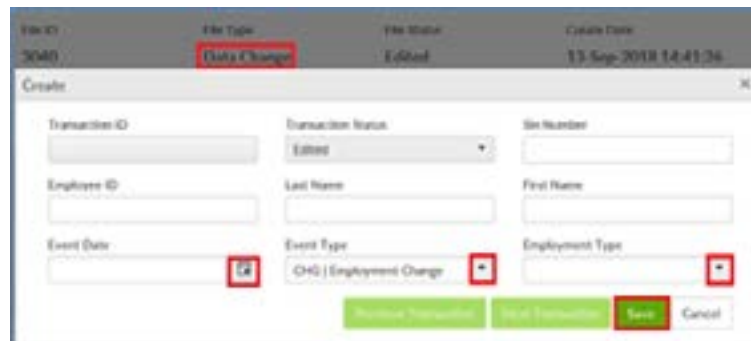 File ID File Type File Status Create Date
3040 Data Change Edited 13-Sep-2018 14:41:36
Create ×
Transaction ID Transaction Status Sin Number
Edited
Employee ID Last Name First Name
Event Date Event Type Employment Type
CHG | Employment Change
Previous Transaction Next Transaction Save Cancel